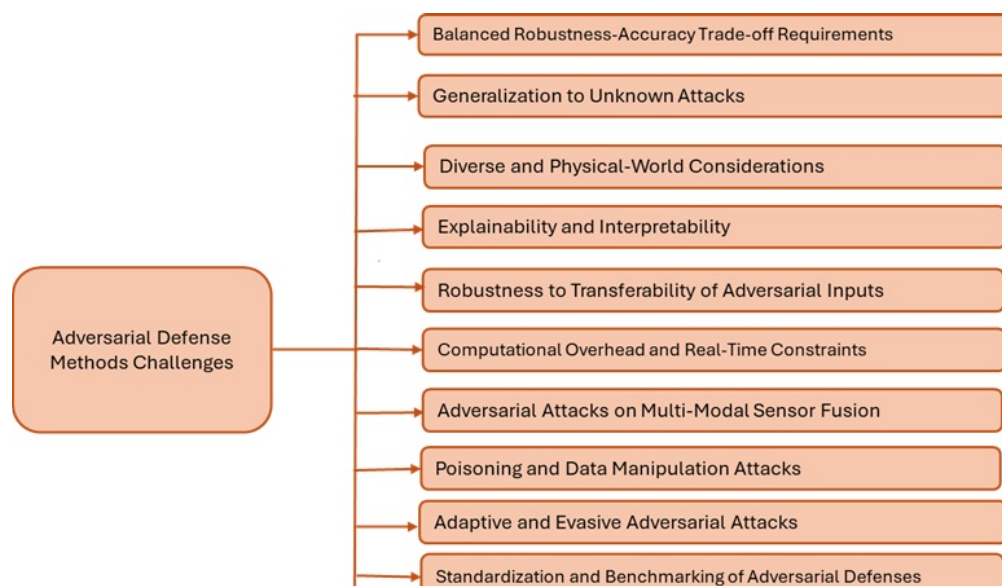 Balanced Robustness-Accuracy Trade-off Requirements
Generalization to Unknown Attacks
Diverse and Physical-World Considerations
Explainability and Interpretability
Robustness to Transferability of Adversarial Inputs
Adversarial Defense
Methods Challenges
Computational Overhead and Real-Time Constraints
Adversarial Attacks on Multi-Modal Sensor Fusion
Poisoning and Data Manipulation Attacks
Adaptive and Evasive Adversarial Attacks
Standardization and Benchmarking of Adversarial Defenses